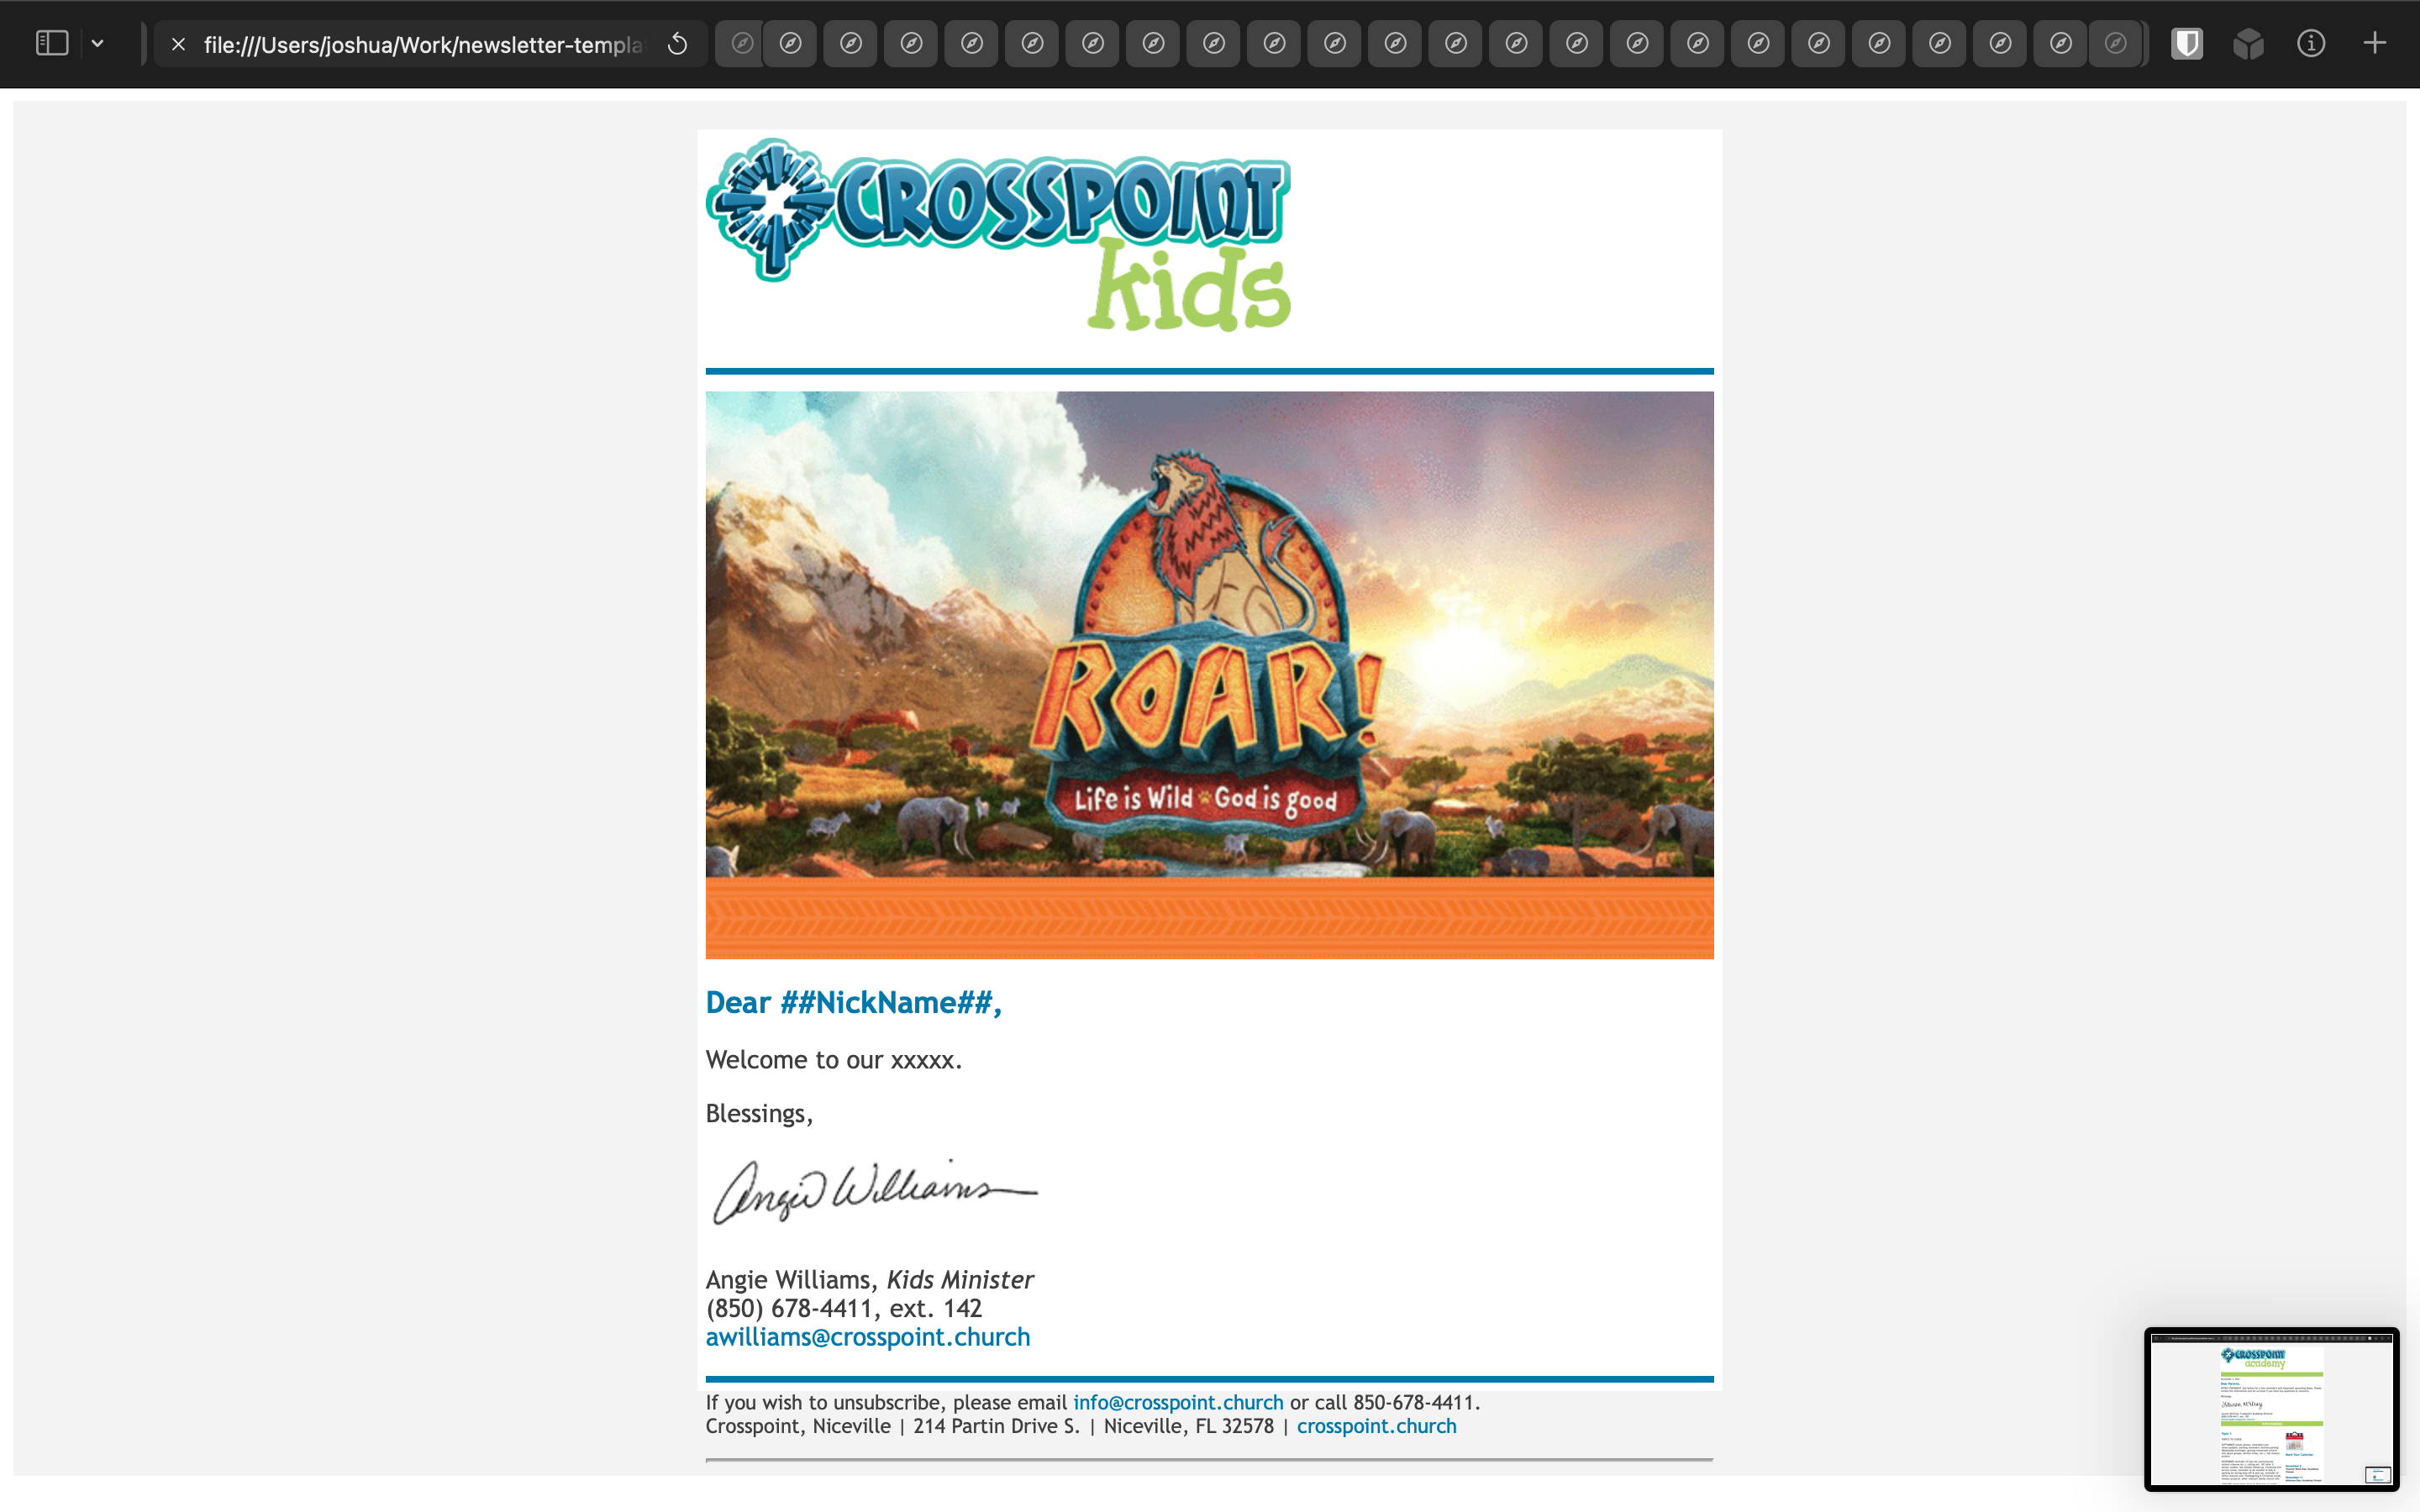 file:///Users/joshua/Work/newsletter-templa
CROSSPOINT
kids
ROAR!
Life is Wild God is good
Dear ##NickName##,
Welcome to our xxxxx.
Blessings,
Angie Williams
Angie Williams, Kids Minister
(850) 678-4411, ext. 142
awilliams@crosspoint.church
If you wish to unsubscribe, please email info@crosspoint.church or call 850-678-4411.
Crosspoint, Niceville | 214 Partin Drive S. | Niceville, FL 32578 | crosspoint.church
CROSSPOINT
academy